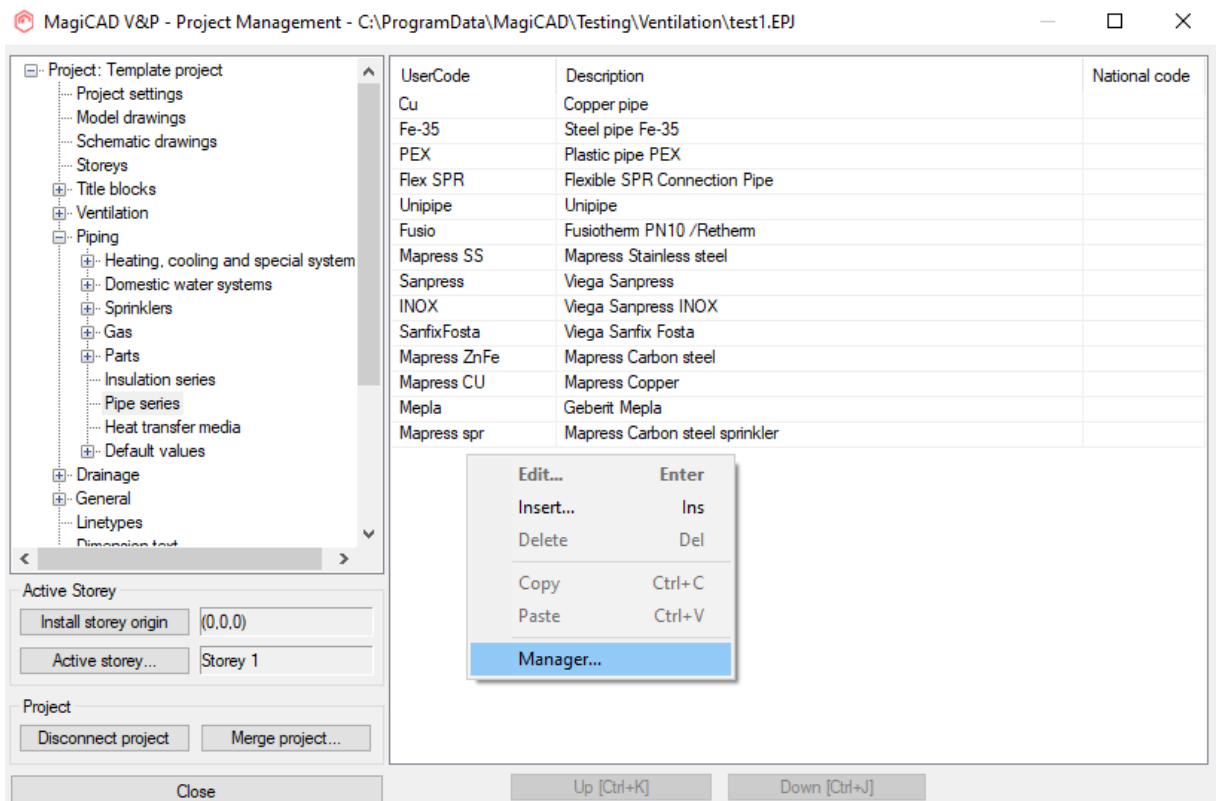 MagiCAD V&P - Project Management - C:\ProgramData\MagiCAD\Testing\Ventilation\test1.EPJ
Project: Template project
Project settings
Model drawings
Schematic drawings
Storeys
Title blocks
Ventilation
Piping
Heating, cooling and special system
Domestic water systems
Sprinklers
Gas
Parts
Insulation series
Pipe series
Heat transfer media
Default values
Drainage
General
Linetypes
Dimension text
Active Storey
Install storey origin (0,0,0)
Active storey... Storey 1
Project
Disconnect project Merge project...
Close
UserCode Description National code
Cu Copper pipe
Fe-35 Steel pipe Fe-35
PEX Plastic pipe PEX
Flex SPR Flexible SPR Connection Pipe
Unipipe Unipipe
Fusio Fusiotherm PN10 /Retherm
Mapress SS Mapress Stainless steel
Sanpress Viega Sanpress
INOX Viega Sanpress INOX
SanfixFosta Viega Sanfix Fosta
Mapress ZnFe Mapress Carbon steel
Mapress CU Mapress Copper
Mepla Geberit Mepla
Mapress spr Mapress Carbon steel sprinkler
Edit... Enter
Insert... Ins
Delete Del
Copy Ctrl+C
Paste Ctrl+V
Manager...
Up [Ctrl+K] Down [Ctrl+J]